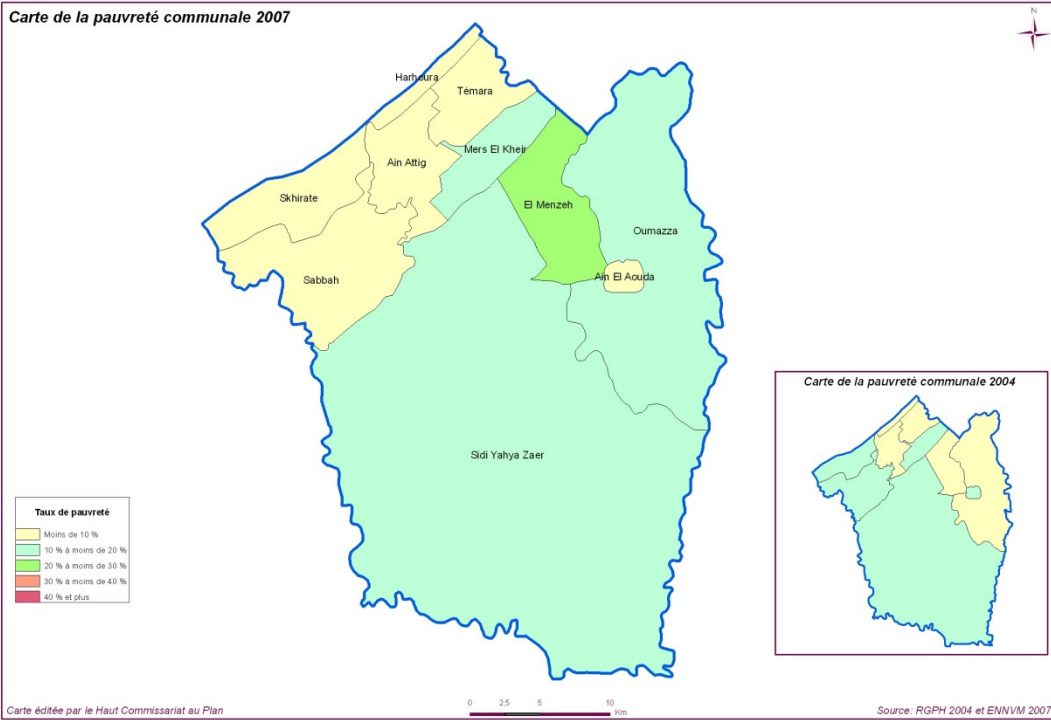 Carte de la pauvreté communale 2007
N
Harhoura
Témara
Mers El Kheir
Ain Attig
Skhirate
El Menzeh
Oumazza
Sabbah
Ain El Aouda
Sidi Yahya Zaer
Carte de la pauvreté communale 2004
Taux de pauvreté
Moins de 10 %
10 % à moins de 20 %
20 % à moins de 30 %
30 % à moins de 40 %
40 % et plus
0 2,5 5 10
Km
Carte éditée par le Haut Commissariat au Plan
Source: RGPH 2004 et ENNVM 2007